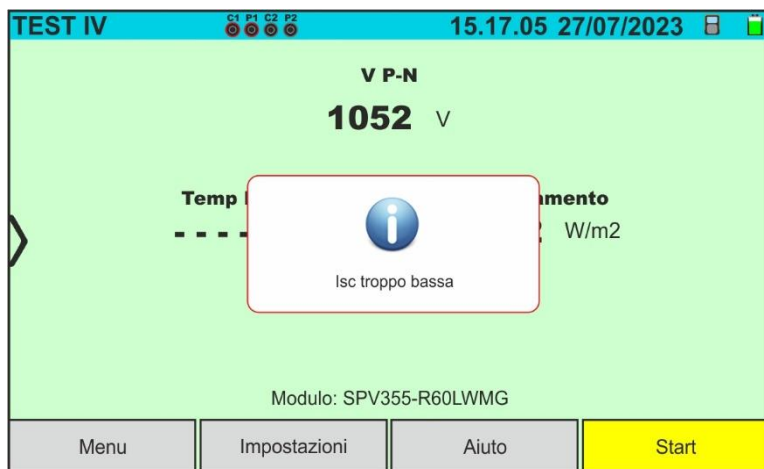 TEST IV C1 P1 C2 P2 15.17.05 27/07/2023
V P-N
1052 V
Temp
- - - - W/m2
Isc troppo bassa
Modulo: SPV355-R60LWMG
Menu Impostazioni Aiuto Start